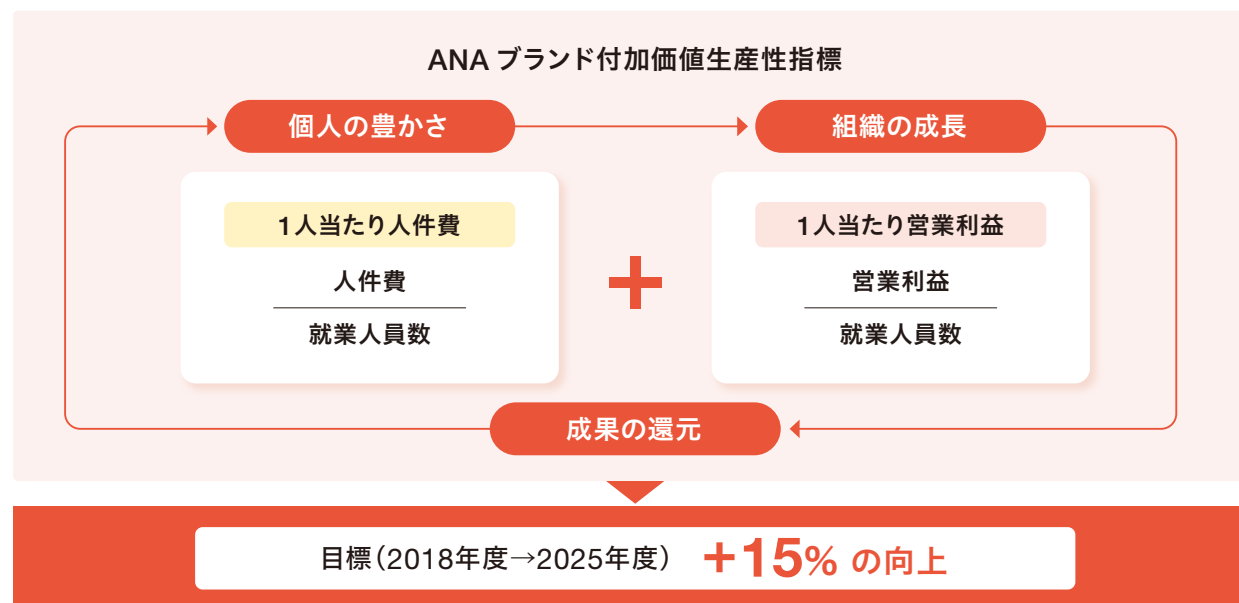 ANA ブランド付加価値生産性指標
個人の豊かさ
組織の成長
1人当たり人件費
人件費
就業人員数
+
1人当たり営業利益
営業利益
就業人員数
成果の還元
目標(2018年度→2025年度) +15% の向上